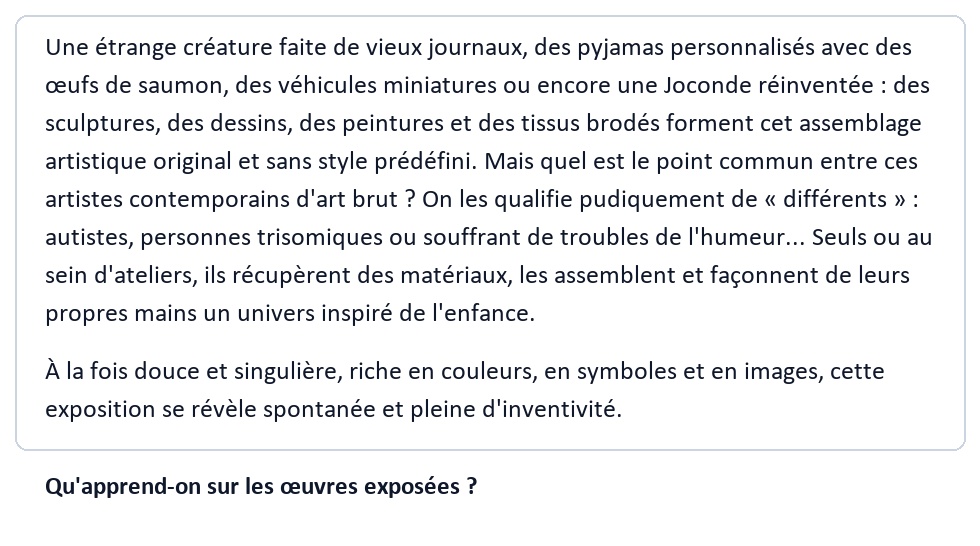 Une étrange créature faite de vieux journaux, des pyjamas personnalisés avec des
œufs de saumon, des véhicules miniatures ou encore une Joconde réinventée : des
sculptures, des dessins, des peintures et des tissus brodés forment cet assemblage
artistique original et sans style prédéfini. Mais quel est le point commun entre ces
artistes contemporains d'art brut ? On les qualifie pudiquement de « différents » :
autistes, personnes trisomiques ou souffrant de troubles de l'humeur... Seuls ou au
sein d'ateliers, ils récupèrent des matériaux, les assemblent et façonnent de leurs
propres mains un univers inspiré de l'enfance.
À la fois douce et singulière, riche en couleurs, en symboles et en images, cette
exposition se révèle spontanée et pleine d'inventivité.
Qu'apprend-on sur les œuvres exposées ?